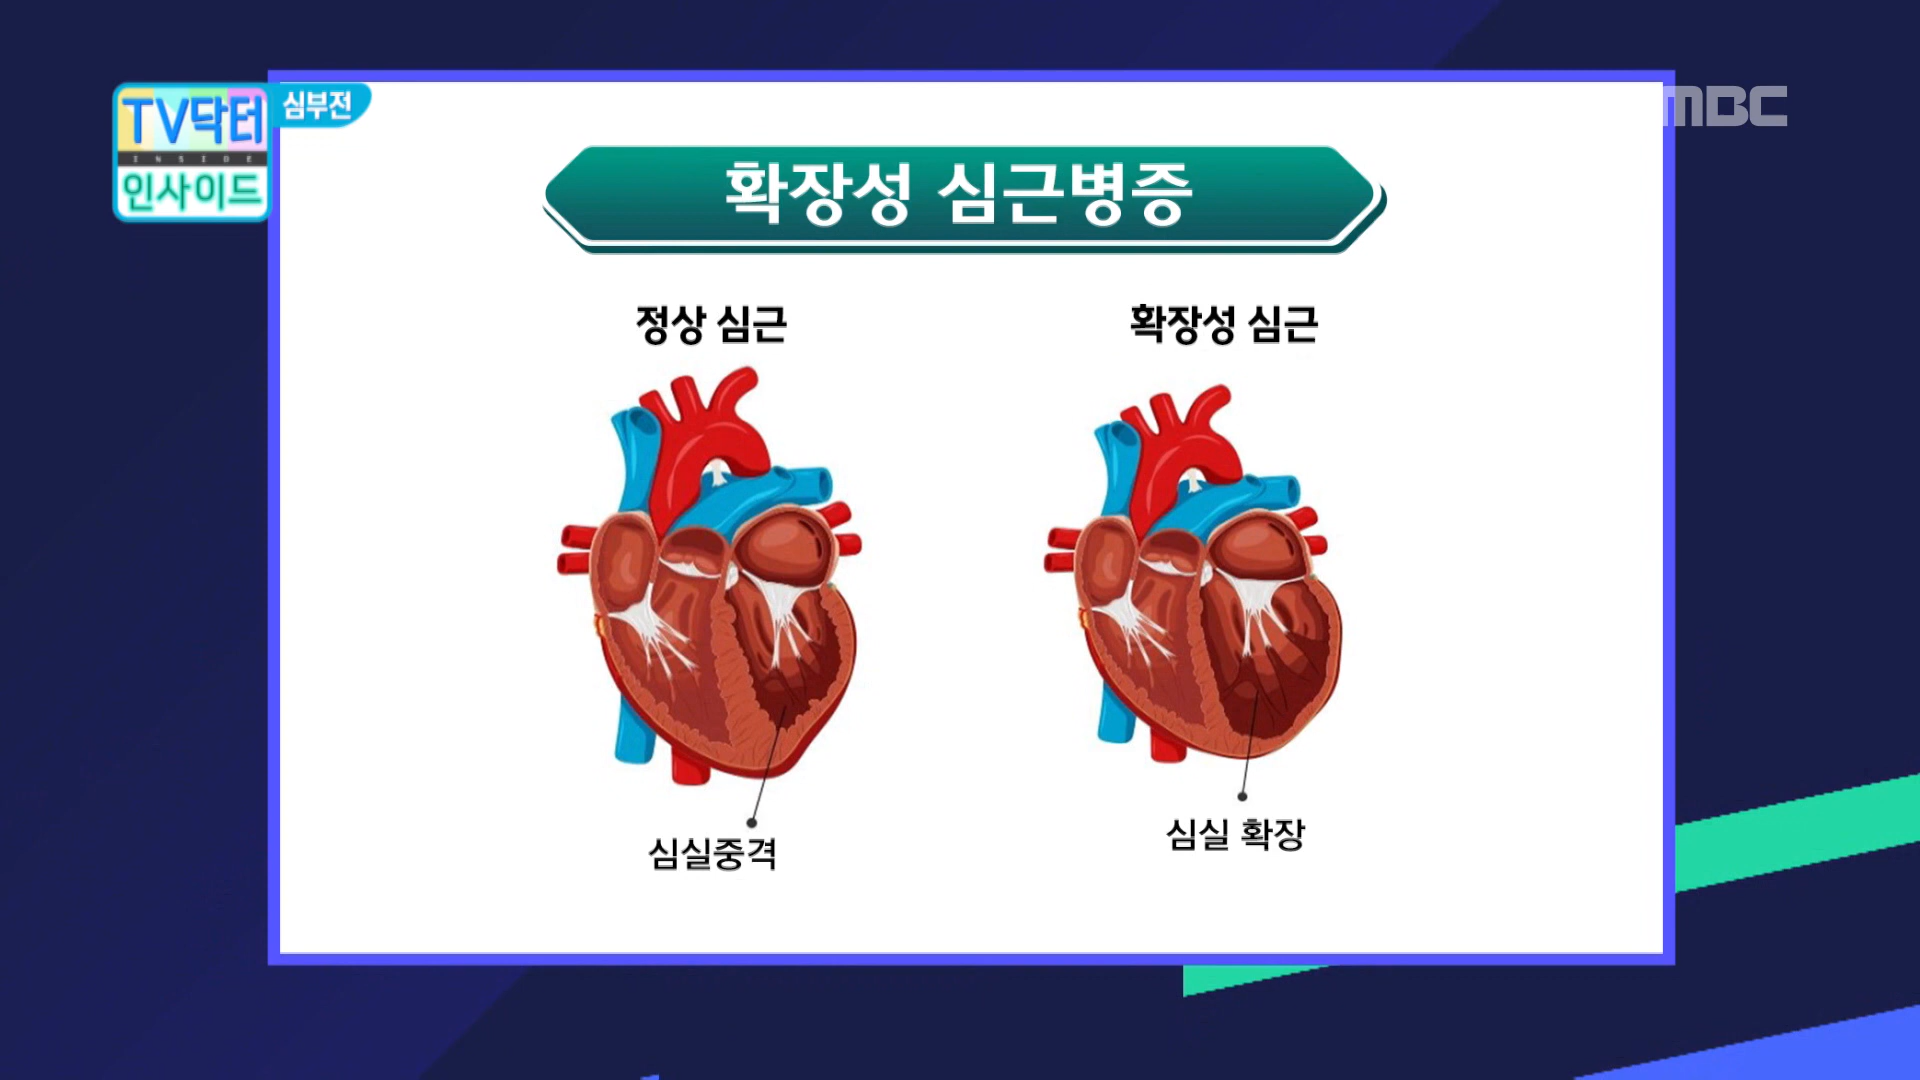 TV닥터
INSIDE
인사이드
심부전
MBC
확장성 심근병증
정상 심근
확장성 심근
심실중격
심실 확장